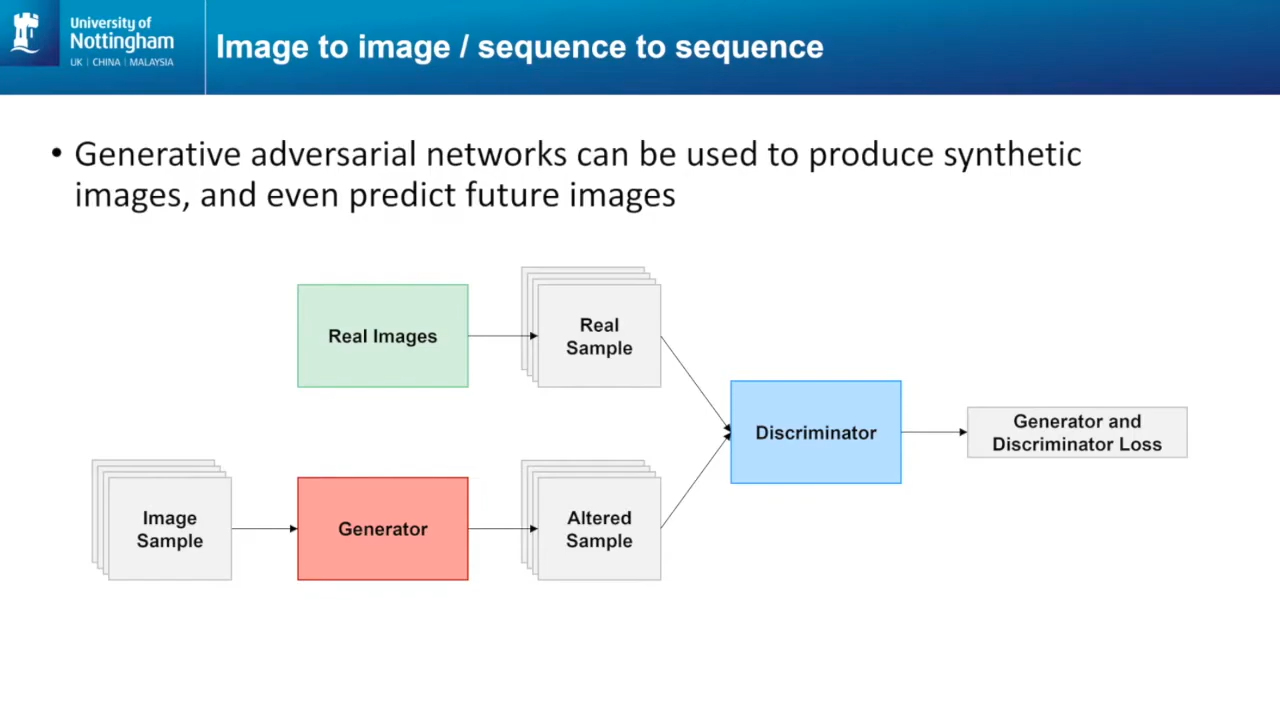 University of
Nottingham
UK | CHINA | MALAYSIA
Image to image / sequence to sequence
• Generative adversarial networks can be used to produce synthetic
images, and even predict future images
Real Images
Real
Sample
Discriminator
Generator and
Discriminator Loss
Image
Sample
Generator
Altered
Sample